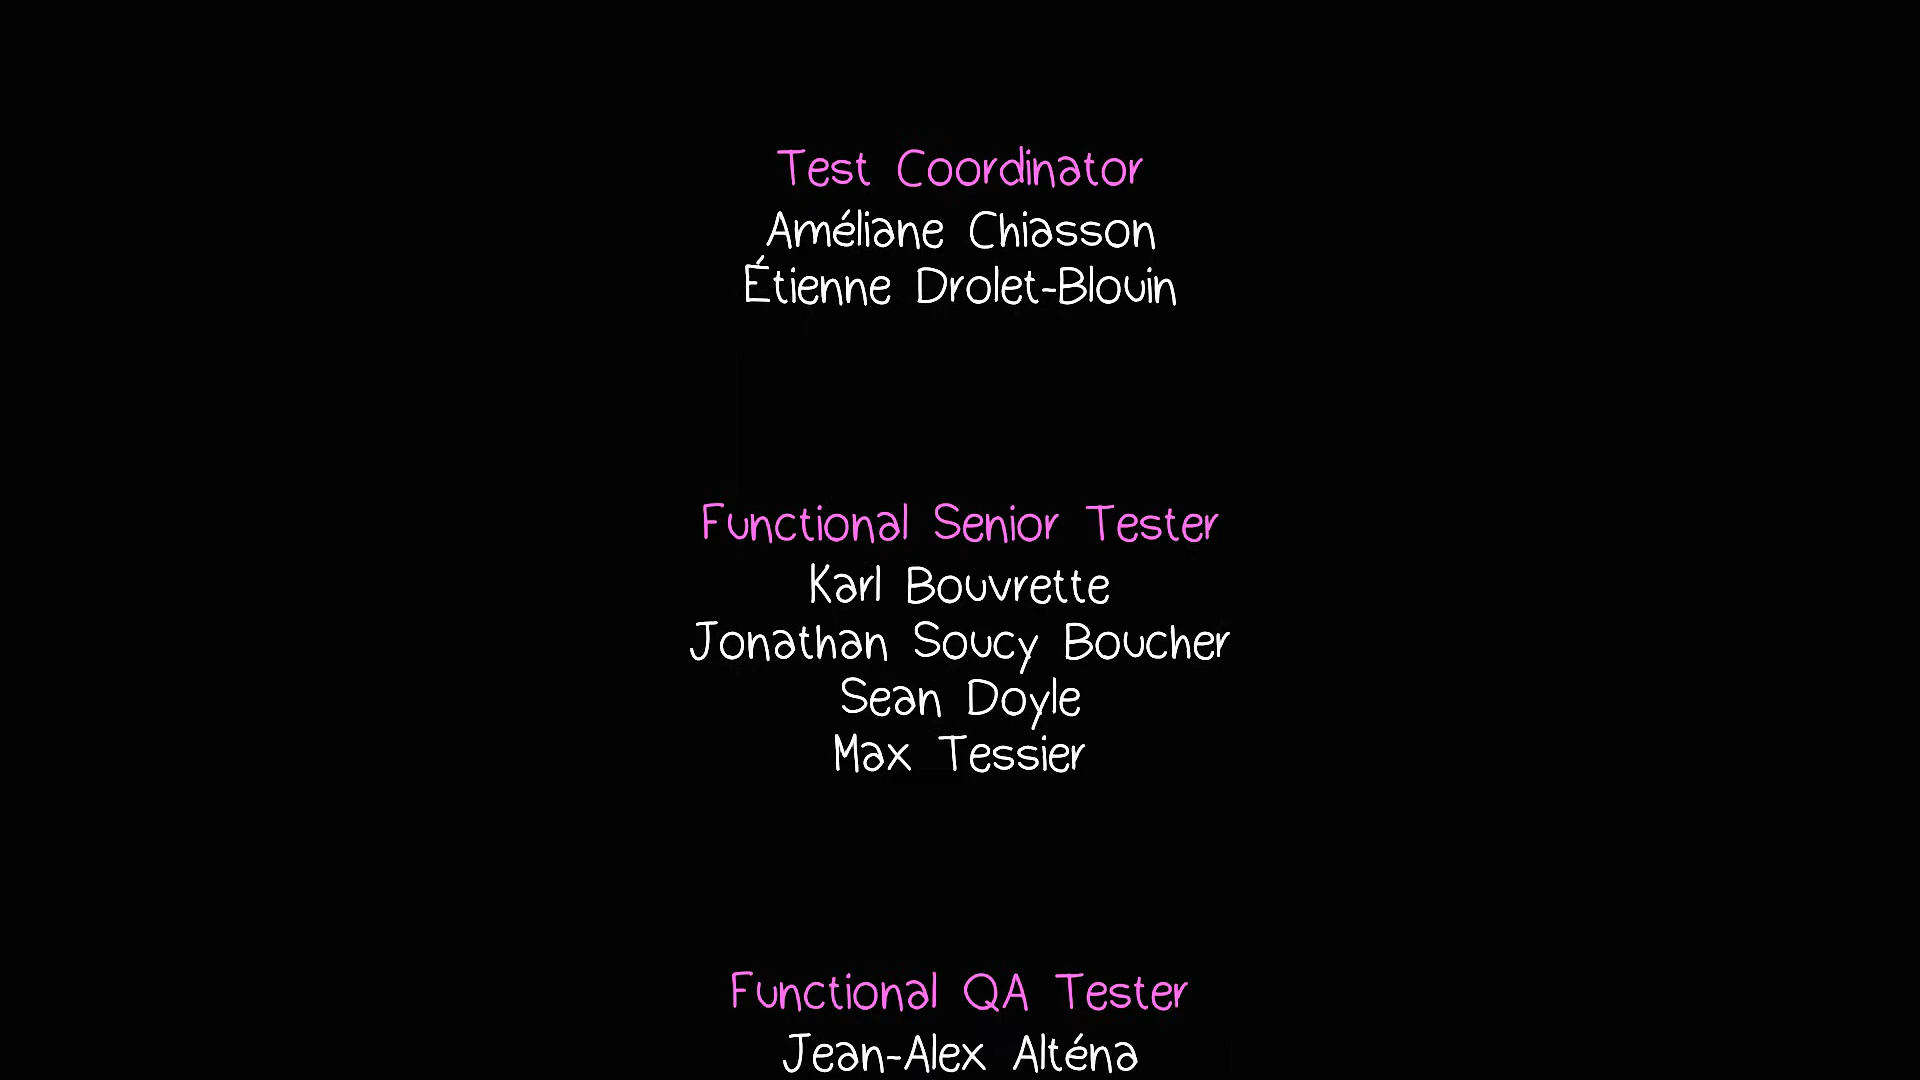 Test Coordinator
Améliane Chiasson
Étienne Drolet-Blouin
Functional Senior Tester
Karl Bouvrette
Jonathan Soucy Boucher
Sean Doyle
Max Tessier
Functional QA Tester
Jean-Alex Alténa